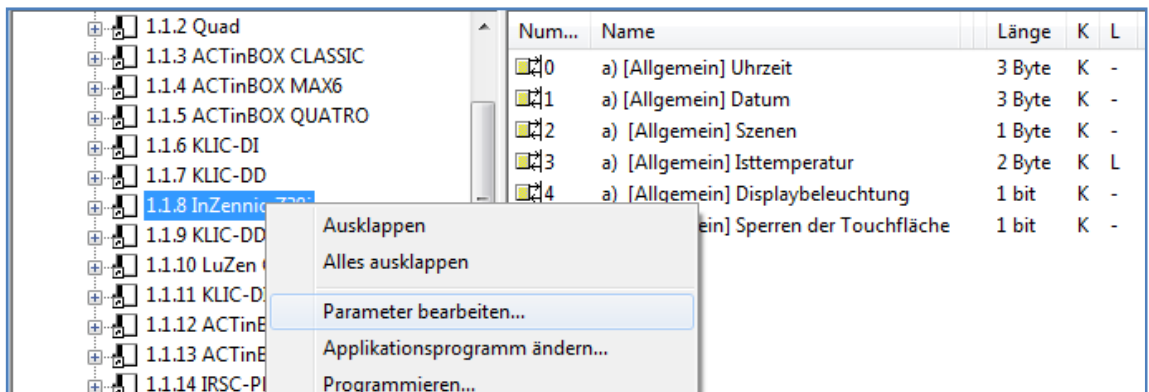 1.1.2 Quad
1.1.3 ACTinBOX CLASSIC
1.1.4 ACTinBOX MAX6
1.1.5 ACTinBOX QUATRO
1.1.6 KLIC-DI
1.1.7 KLIC-DD
1.1.8 InZennio
1.1.9 KLIC-DD
1.1.10 LuZen
1.1.11 KLIC-DI
1.1.12 ACTinB
1.1.13 ACTinB
1.1.14 IRSC-Pl
Num... Name Länge K L
0 a) [Allgemein] Uhrzeit 3 Byte K -
1 a) [Allgemein] Datum 3 Byte K -
2 a) [Allgemein] Szenen 1 Byte K -
3 a) [Allgemein] Isttemperatur 2 Byte K L
4 a) [Allgemein] Displaybeleuchtung 1 bit K -
ein] Sperren der Touchfläche 1 bit K -
Ausklappen
Alles ausklappen
Parameter bearbeiten...
Applikationsprogramm ändern...
Programmieren...